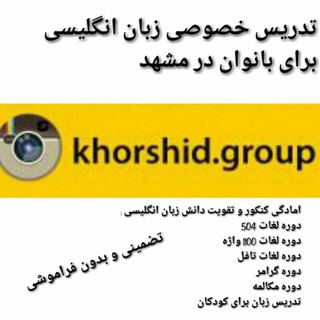 تدریس خصوصی زبان انگلیسی
برای بانوان در مشهد
khorshid.group
امادگی کنکور و تقویت دانش زبان انگلیسی :
دوره لغات 504
دوره لغات 1100 واژه
دوره لغات تافل
دوره گرامر
دوره مکالمه
تدریس زبان برای کودکان
تضمینی و بدون فراموشی